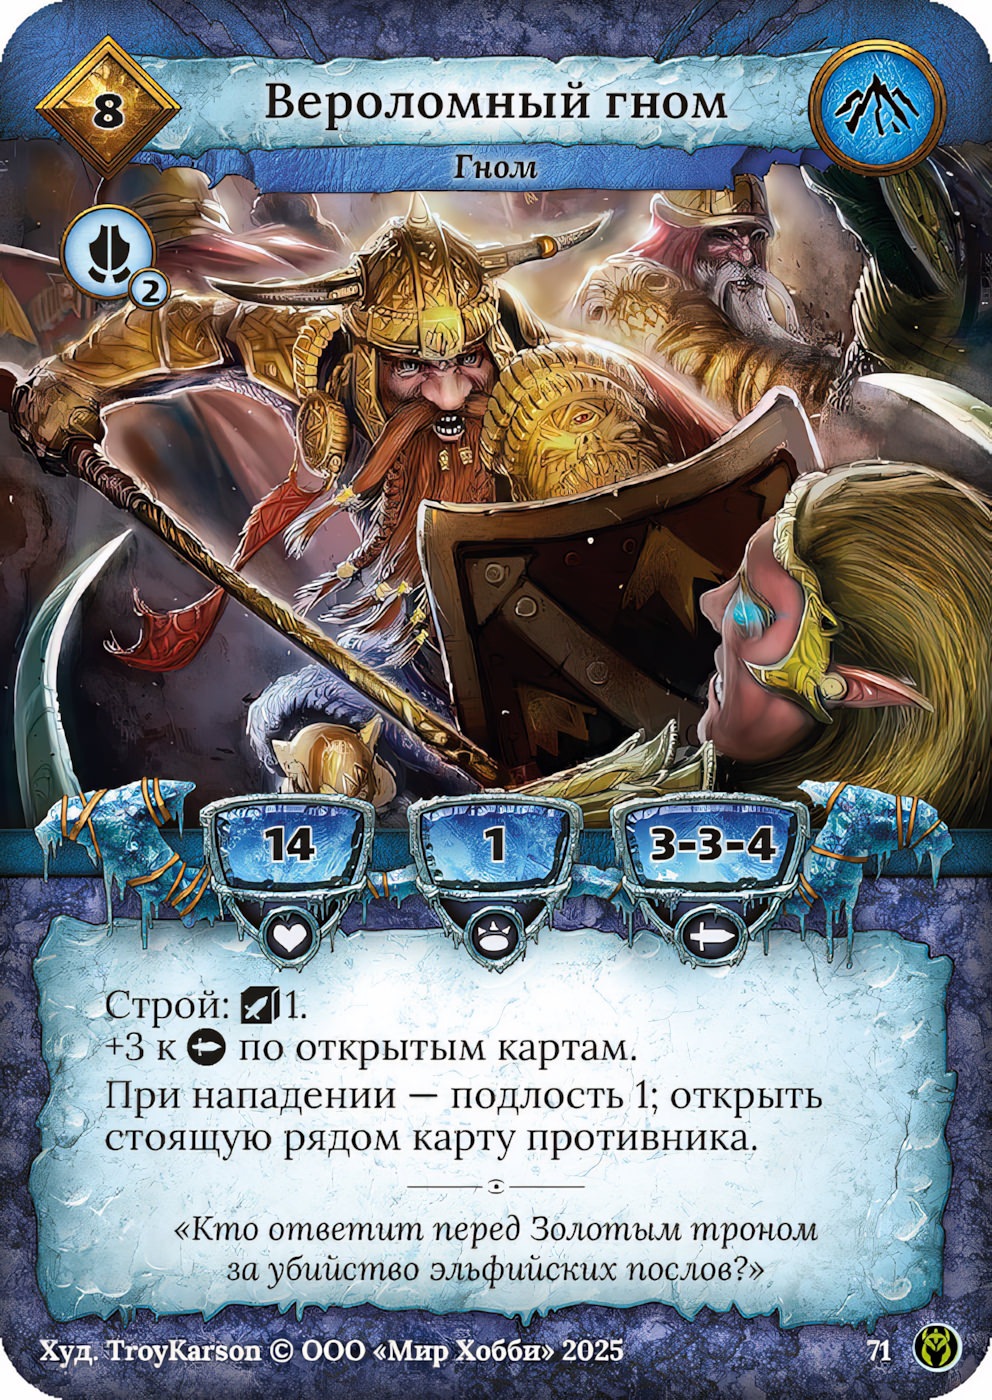 8
Вероломный гном
Гном
2
14
1
3-3-4
Строй: 1.
+3 к по открытым картам.
При нападении — подлость 1; открыть
стоящую рядом карту противника.
«Кто ответит перед Золотым троном
за убийство эльфийских послов?»
Худ. TroyKarson © ООО «Мир Хобби» 2025
71